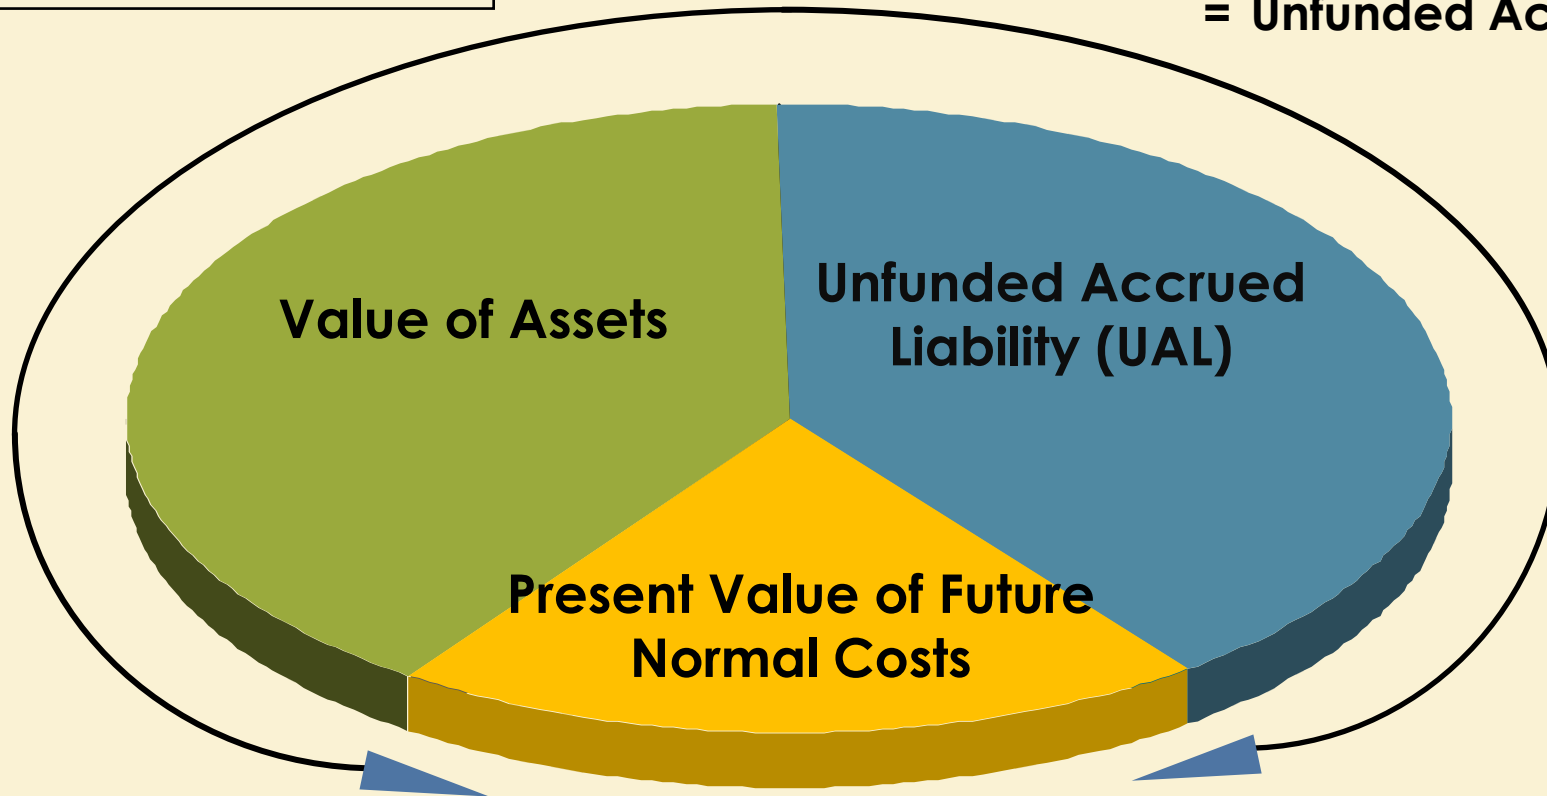 = Unfunded Ac
Unfunded Accrued
Liability (UAL)
Value of Assets
Present Value of Future
Normal Costs